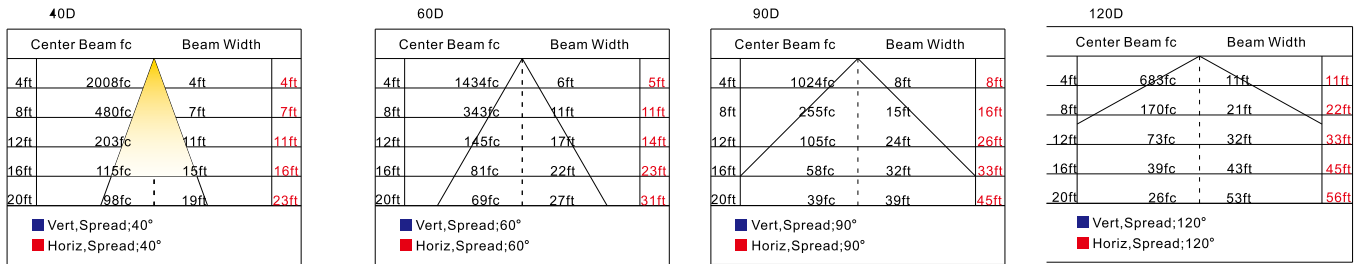 40D
Center Beam fc Beam Width
4ft 2008fc 4ft 4ft
8ft 480fc 7ft 7ft
12ft 203fc 11ft 11ft
16ft 115fc 15ft 16ft
20ft 98fc 19ft 23ft
Vert,Spread;40°
Horiz,Spread;40°
60D
Center Beam fc Beam Width
4ft 1434fc 6ft 5ft
8ft 343fc 11ft 11ft
12ft 145fc 17ft 14ft
16ft 81fc 22ft 23ft
20ft 69fc 27ft 31ft
Vert,Spread;60°
Horiz,Spread;60°
90D
Center Beam fc Beam Width
4ft 1024fc 8ft 8ft
8ft 255fc 15ft 16ft
12ft 105fc 24ft 26ft
16ft 58fc 32ft 33ft
20ft 39fc 39ft 45ft
Vert,Spread;90°
Horiz,Spread;90°
120D
Center Beam fc Beam Width
4ft 683fc 11ft 11ft
8ft 170fc 21ft 22ft
12ft 73fc 32ft 33ft
16ft 39fc 43ft 45ft
20ft 26fc 53ft 56ft
Vert,Spread;120°
Horiz,Spread;120°